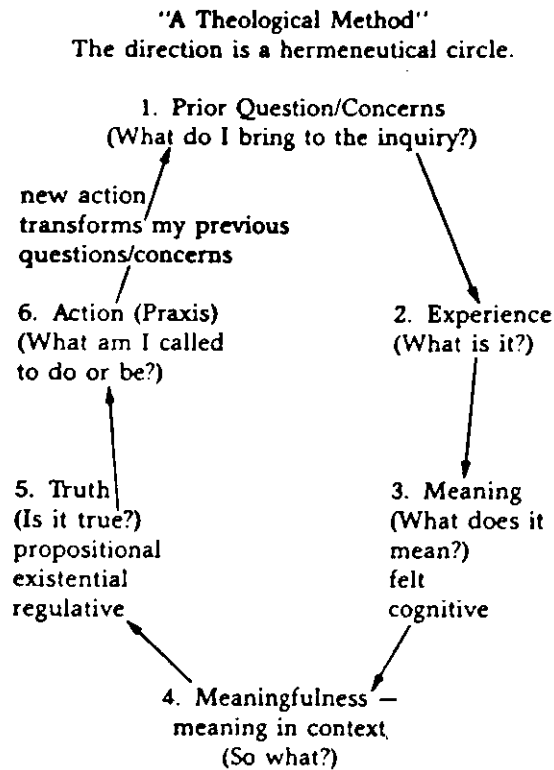 "A Theological Method"
The direction is a hermeneutical circle.
1. Prior Question/Concerns
(What do I bring to the inquiry?)
new action
transforms my previous
questions/concerns
6. Action (Praxis)
(What am I called
to do or be?)
2. Experience
(What is it?)
5. Truth
(Is it true?)
propositional
existential
regulative
3. Meaning
(What does it
mean?)
felt
cognitive
4. Meaningfulness —
meaning in context
(So what?)